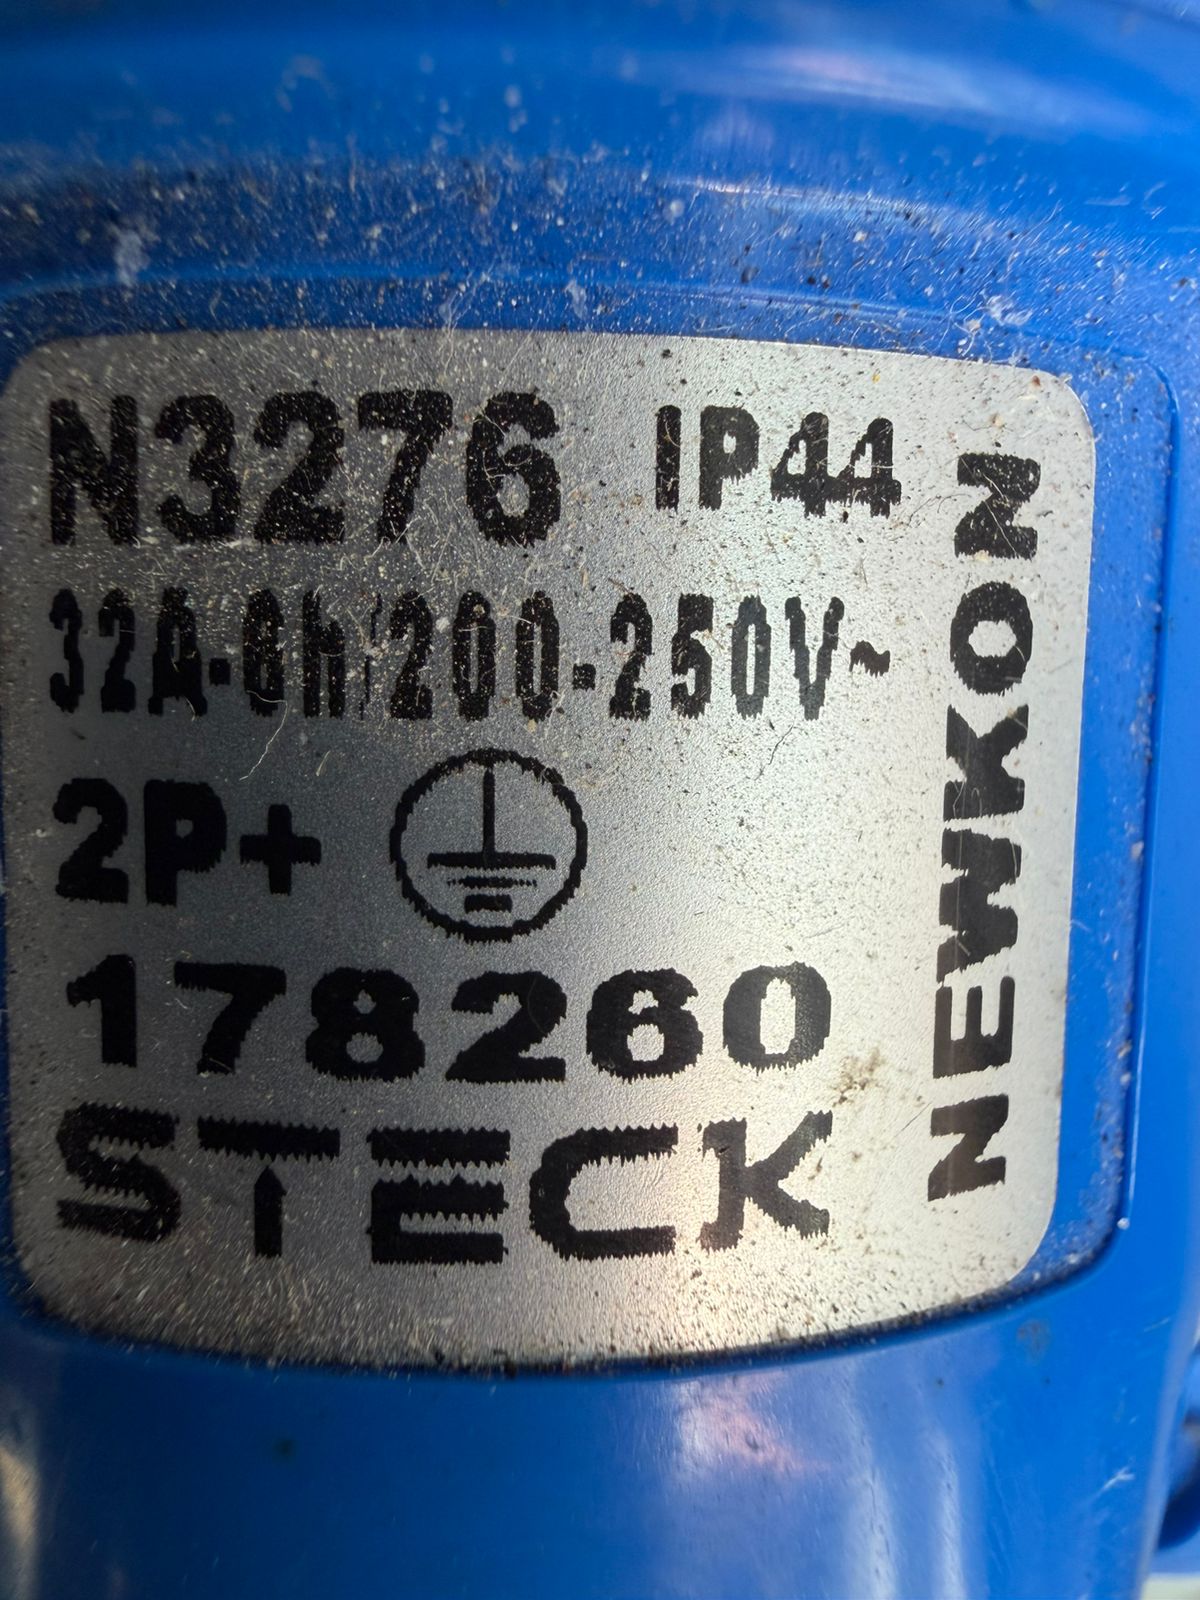 N3276 IP44
32A-6h/200-250V~
2P+
178260
STECK
NEWKON